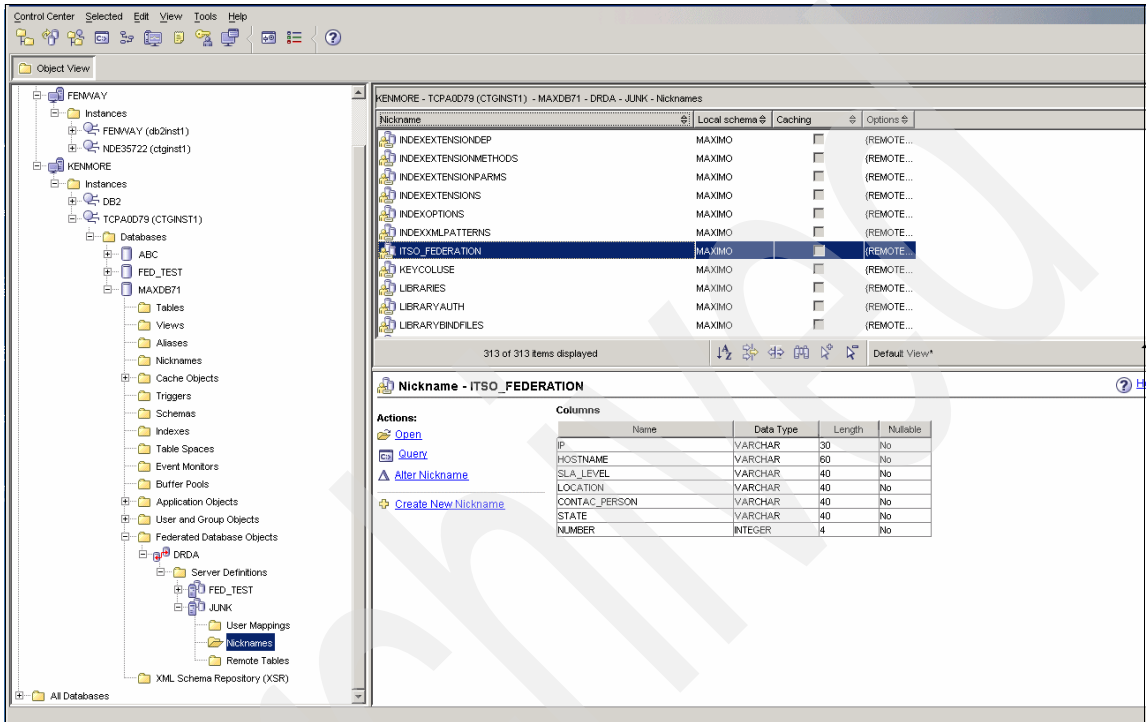 Control Center Selected Edit View Tools Help
Object View
FENWAY
Instances
FENWAY (db2inst1)
NDE35722 (ctginst1)
KENMORE
Instances
DB2
TCPA0D79 (CTGINST1)
Databases
ABC
FED_TEST
MAXDB71
Tables
Views
Aliases
Nicknames
Cache Objects
Triggers
Schemas
Indexes
Table Spaces
Event Monitors
Buffer Pools
Application Objects
User and Group Objects
Federated Database Objects
DRDA
Server Definitions
FED_TEST
JUNK
User Mappings
Nicknames
Remote Tables
XML Schema Repository (XSR)
All Databases
KENMORE - TCPA0D79 (CTGINST1) - MAXDB71 - DRDA - JUNK - Nicknames
Nickname Local schema Caching Options
INDEXEXTENSIONDEP MAXIMO (REMOTE...
INDEXEXTENSIONMETHODS MAXIMO (REMOTE...
INDEXEXTENSIONPARMS MAXIMO (REMOTE...
INDEXEXTENSIONS MAXIMO (REMOTE...
INDEXOPTIONS MAXIMO (REMOTE...
INDEXXMLPATTERNS MAXIMO (REMOTE...
ITSO_FEDERATION MAXIMO (REMOTE...
KEYCOLUSE MAXIMO (REMOTE...
LIBRARIES MAXIMO (REMOTE...
LIBRARYAUTH MAXIMO (REMOTE...
LIBRARYBINDFILES MAXIMO (REMOTE...
313 of 313 items displayed Default View*
Nickname - ITSO_FEDERATION
Actions:
Open
Query
Alter Nickname
Create New Nickname
Columns
Name Data Type Length Nullable
IP VARCHAR 30 No
HOSTNAME VARCHAR 60 No
SLA_LEVEL VARCHAR 40 No
LOCATION VARCHAR 40 No
CONTAC_PERSON VARCHAR 40 No
STATE VARCHAR 40 No
NUMBER INTEGER 4 No